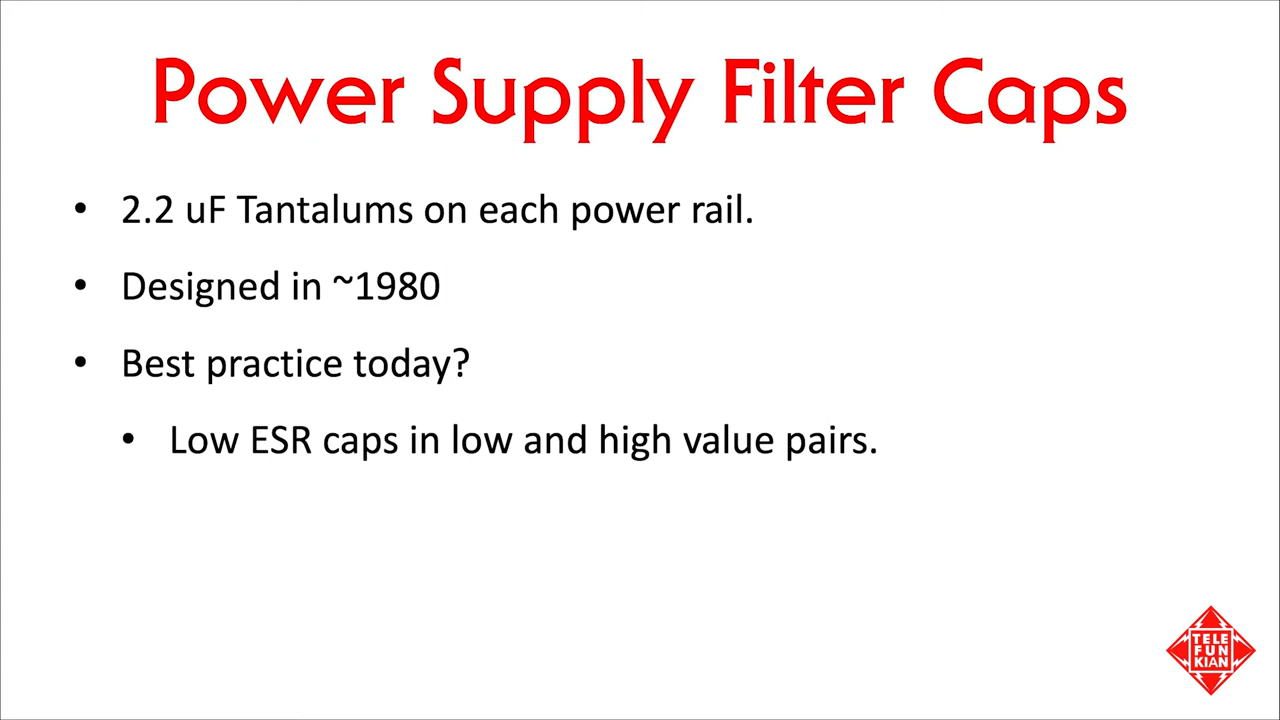 Power Supply Filter Caps
• 2.2 uF Tantalums on each power rail.
• Designed in ~1980
• Best practice today?
• Low ESR caps in low and high value pairs.
TELE
FUN
KIAN